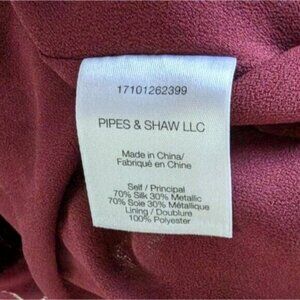 17101262399
PIPES & SHAW LLC
Made in China/
Fabriqué en Chine
Self / Principal
70% Silk 30% Metallic
70% Soie 30% Métallique
Lining / Doublure
100% Polyester